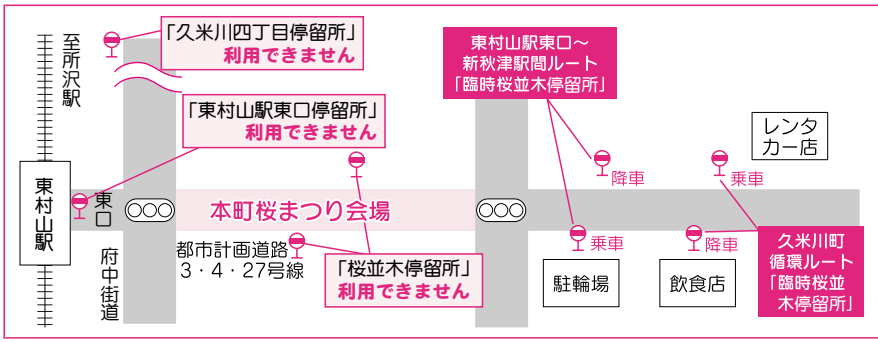 至所沢駅
「久米川四丁目停留所」
利用できません
「東村山駅東口停留所」
利用できません
東村山駅東口～
新秋津駅間ルート
「臨時桜並木停留所」
レンタ
カー店
降車
乗車
東村山駅
東口
本町桜まつり会場
府中街道
都市計画道路
3・4・27号線
「桜並木停留所」
利用できません
乗車
降車
駐輪場
飲食店
久米川町
循環ルート
「臨時桜並
木停留所」